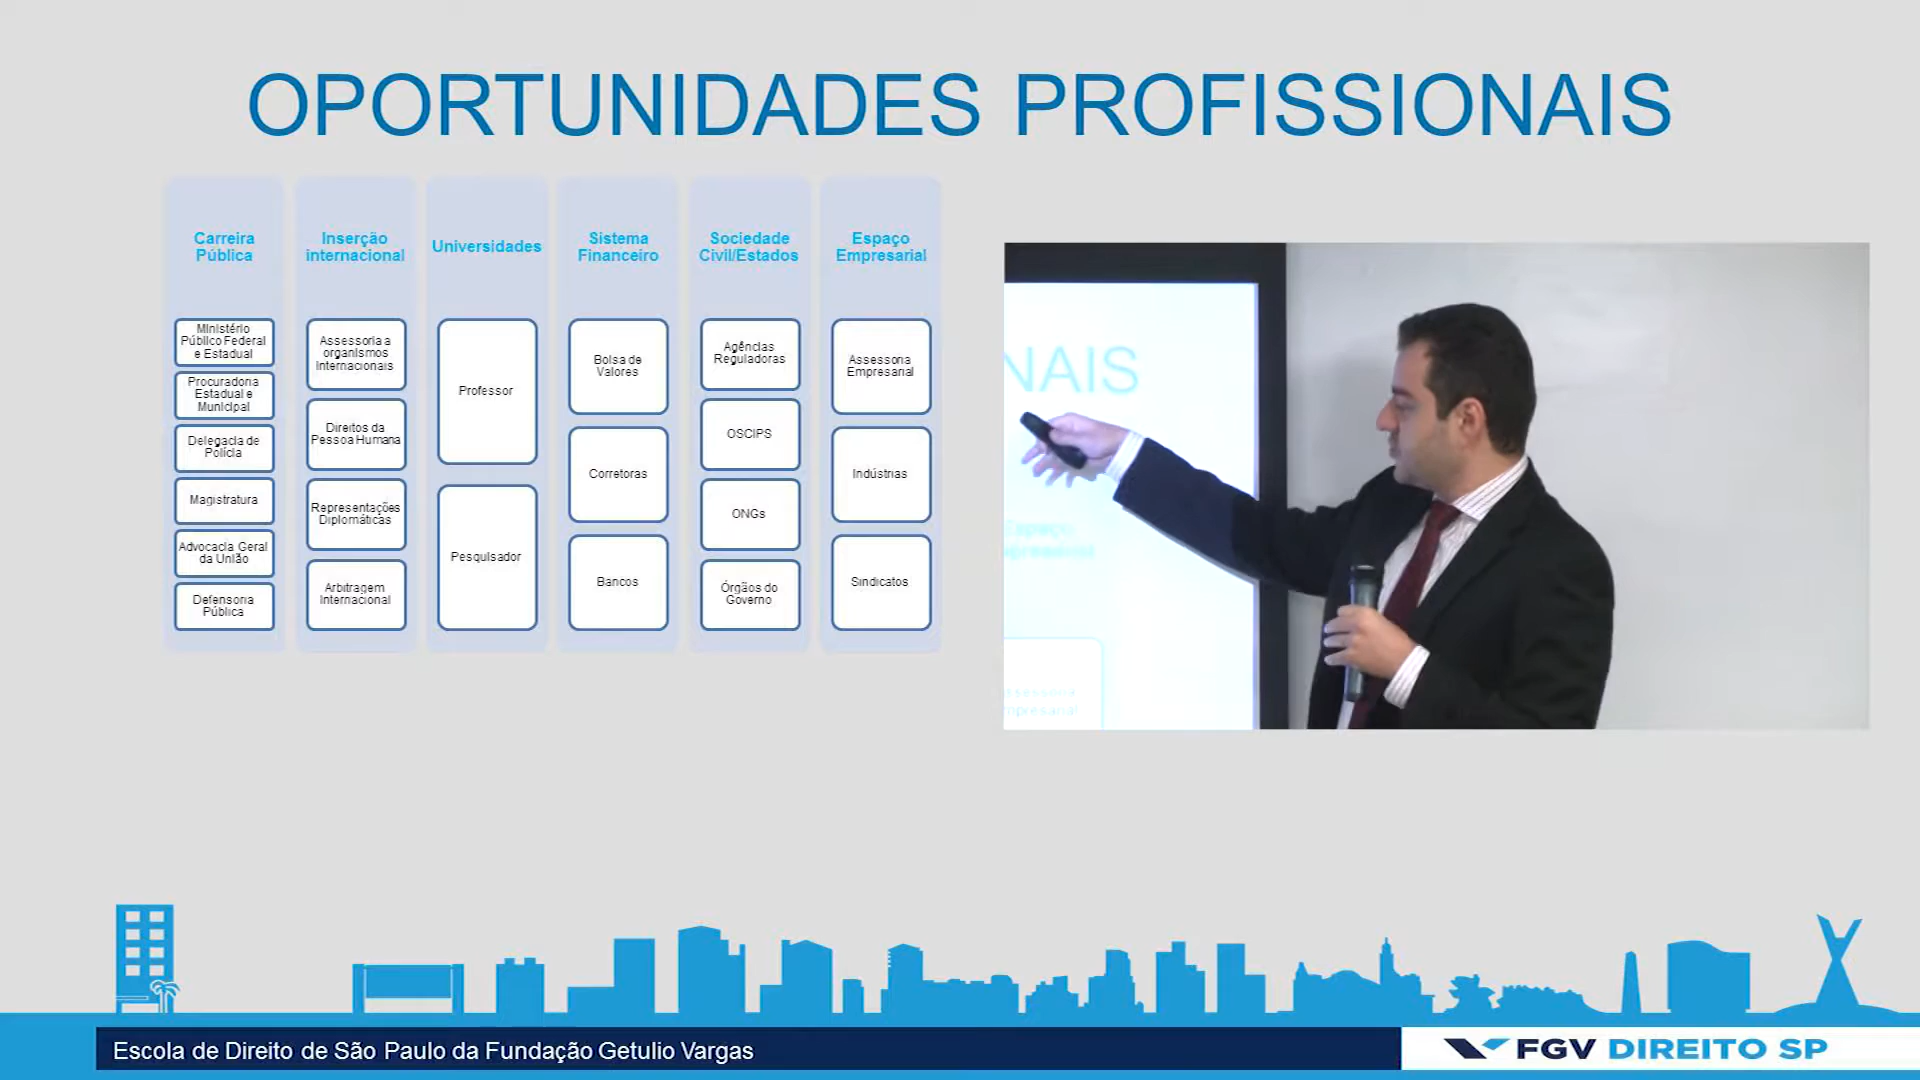 OPORTUNIDADES PROFISSIONAIS
Carreira
Pública
Ministério
Público Federal
e Estadual
Procuradoria
Estadual e
Municipal
Delegacia de
Polícia
Magistratura
Advocacia Geral
da União
Defensoria
Pública
Inserção
internacional
Assessoria a
organismos
Internacionais
Direitos da
Pessoa Humana
Representações
Diplomáticas
Arbitragem
Internacional
Universidades
Professor
Pesquisador
Sistema
Financeiro
Bolsa de
Valores
Corretoras
Bancos
Sociedade
Civil/Estados
Agências
Reguladoras
OSCIPS
ONGs
Órgãos do
Governo
Espaço
Empresarial
Assessoria
Empresarial
Indústrias
Sindicatos
NAIS
Espaço
Escola de Direito de São Paulo da Fundação Getulio Vargas
FGV DIREITO SP